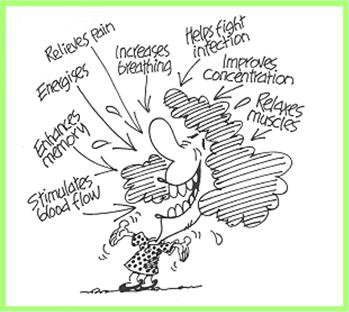 Relieves pain
Increases
breathing
Helps fight
infection
Energises
Improves
concentration
Enhances
memory
Relaxes
muscles
Stimulates
blood flow